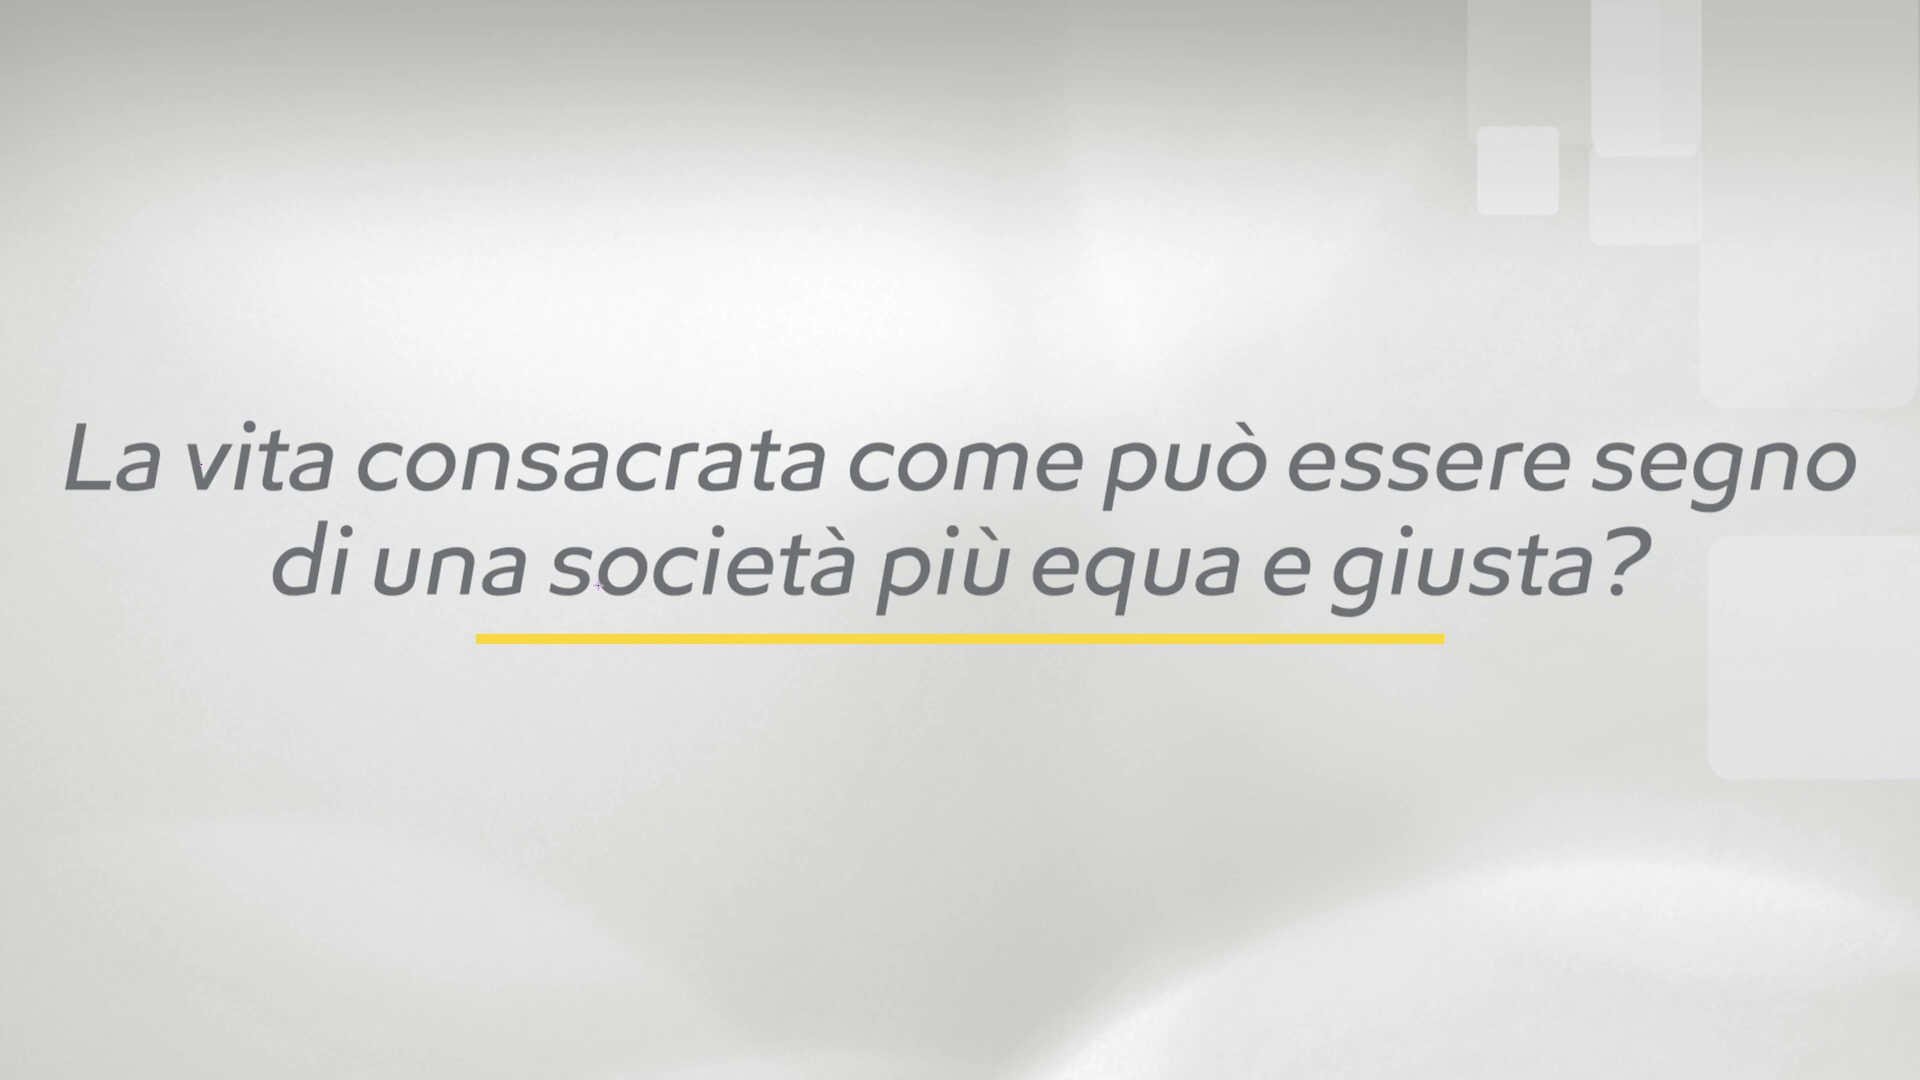 La vita consacrata come può essere segno
di una società più equa e giusta?